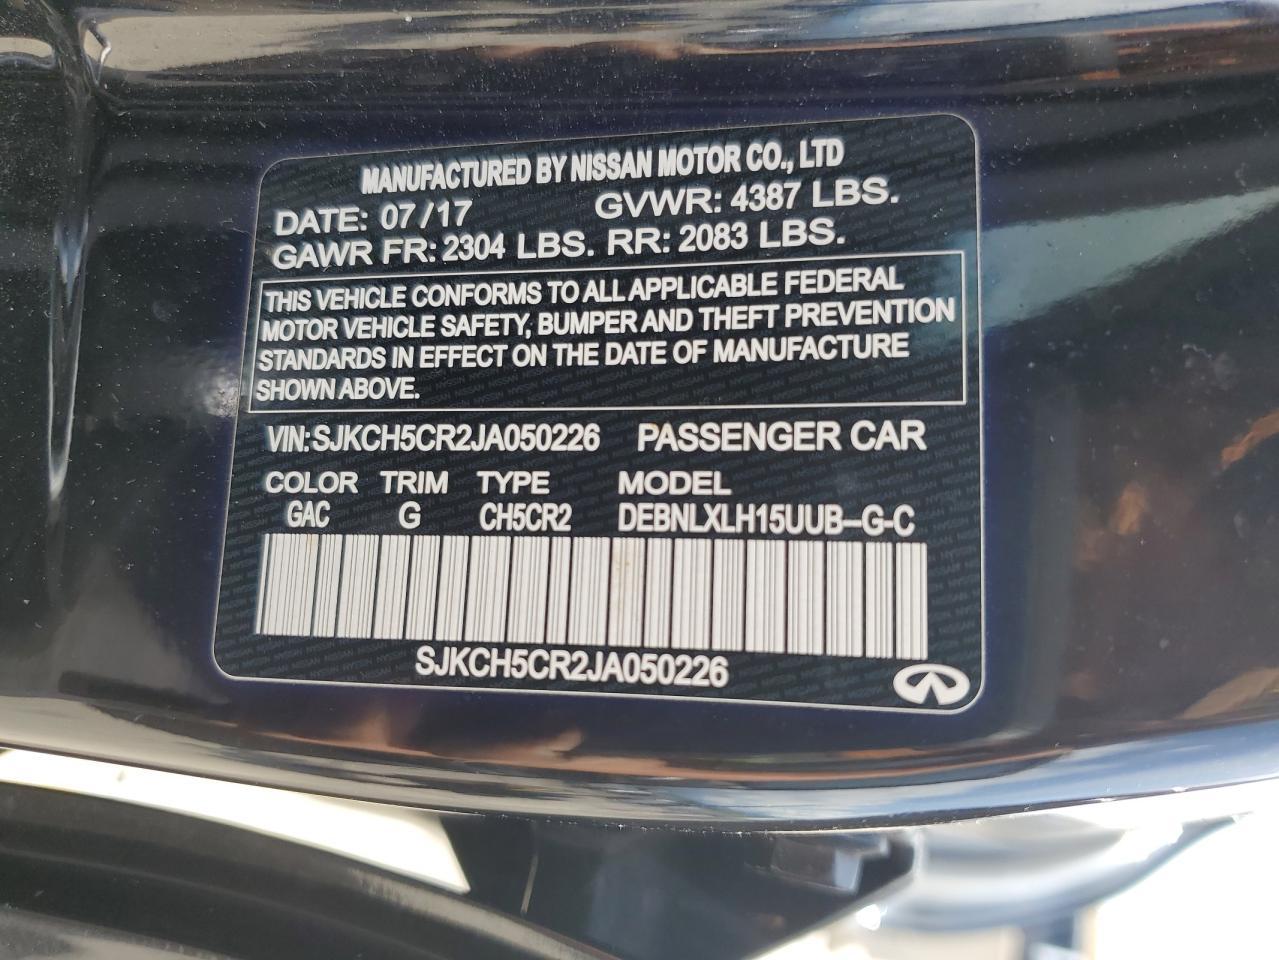 MANUFACTURED BY NISSAN MOTOR CO., LTD
DATE: 07/17 GVWR: 4387 LBS.
GAWR FR: 2304 LBS. RR: 2083 LBS.
THIS VEHICLE CONFORMS TO ALL APPLICABLE FEDERAL
MOTOR VEHICLE SAFETY, BUMPER AND THEFT PREVENTION
STANDARDS IN EFFECT ON THE DATE OF MANUFACTURE
SHOWN ABOVE.
VIN: SJKCH5CR2JA050226 PASSENGER CAR
COLOR TRIM TYPE MODEL
GAC G CH5CR2 DEBNLXLH15UUB-G-C
SJKCH5CR2JA050226